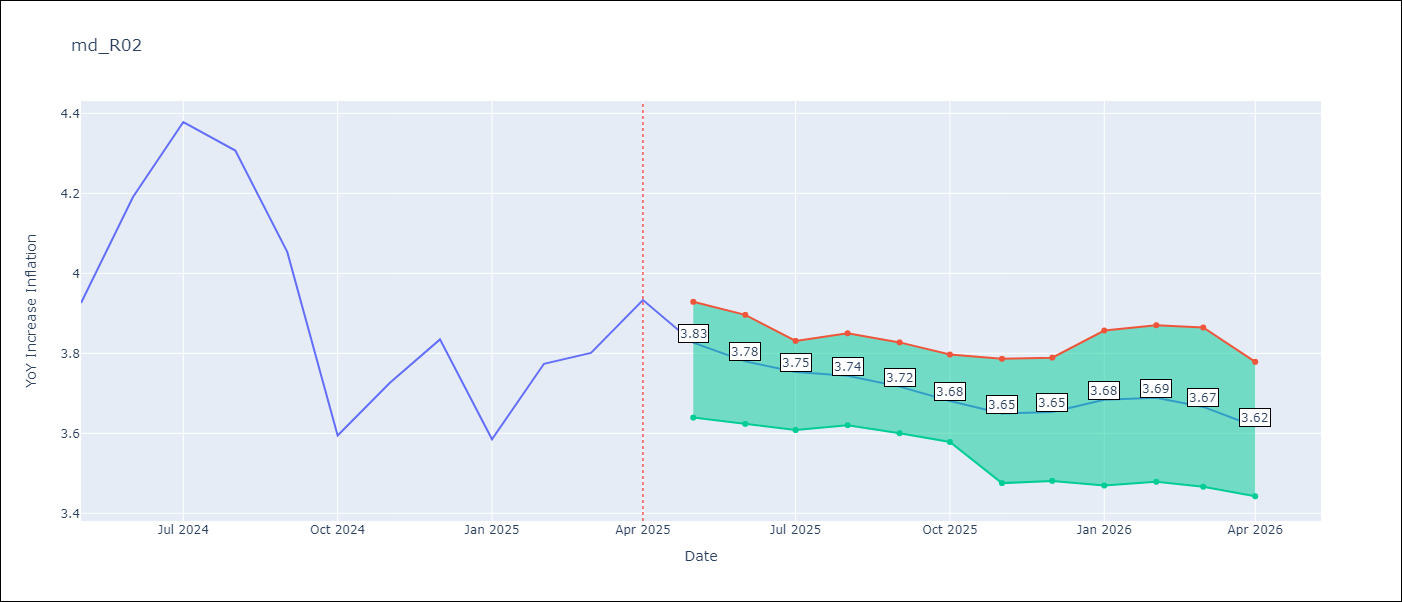 md_R02
4.4
4.2
4
3.8
3.6
3.4
YoY Increase Inflation
3.83
3.78
3.75
3.74
3.72
3.68
3.65
3.65
3.68
3.69
3.67
3.62
Jul 2024
Oct 2024
Jan 2025
Apr 2025
Jul 2025
Oct 2025
Jan 2026
Apr 2026
Date